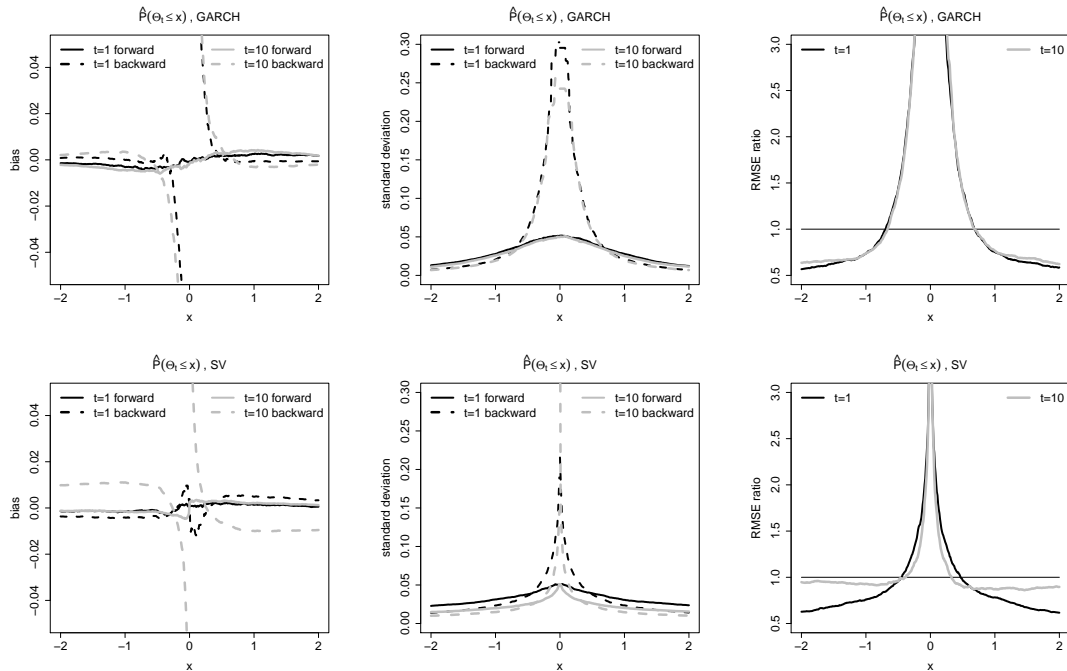 P̂(Θₜ ≤ x) , GARCH
t=1 forward
t=1 backward
t=10 forward
t=10 backward
bias
0.04
0.02
0.00
−0.02
−0.04
−2 −1 0 1 2
x
P̂(Θₜ ≤ x) , GARCH
t=1 forward
t=1 backward
t=10 forward
t=10 backward
standard deviation
0.30
0.25
0.20
0.15
0.10
0.05
0.00
−2 −1 0 1 2
x
P̂(Θₜ ≤ x) , GARCH
t=1
t=10
RMSE ratio
3.0
2.5
2.0
1.5
1.0
0.5
−2 −1 0 1 2
x
P̂(Θₜ ≤ x) , SV
t=1 forward
t=1 backward
t=10 forward
t=10 backward
bias
0.04
0.02
0.00
−0.02
−0.04
−2 −1 0 1 2
x
P̂(Θₜ ≤ x) , SV
t=1 forward
t=1 backward
t=10 forward
t=10 backward
standard deviation
0.30
0.25
0.20
0.15
0.10
0.05
0.00
−2 −1 0 1 2
x
P̂(Θₜ ≤ x) , SV
t=1
t=10
RMSE ratio
3.0
2.5
2.0
1.5
1.0
0.5
−2 −1 0 1 2
x